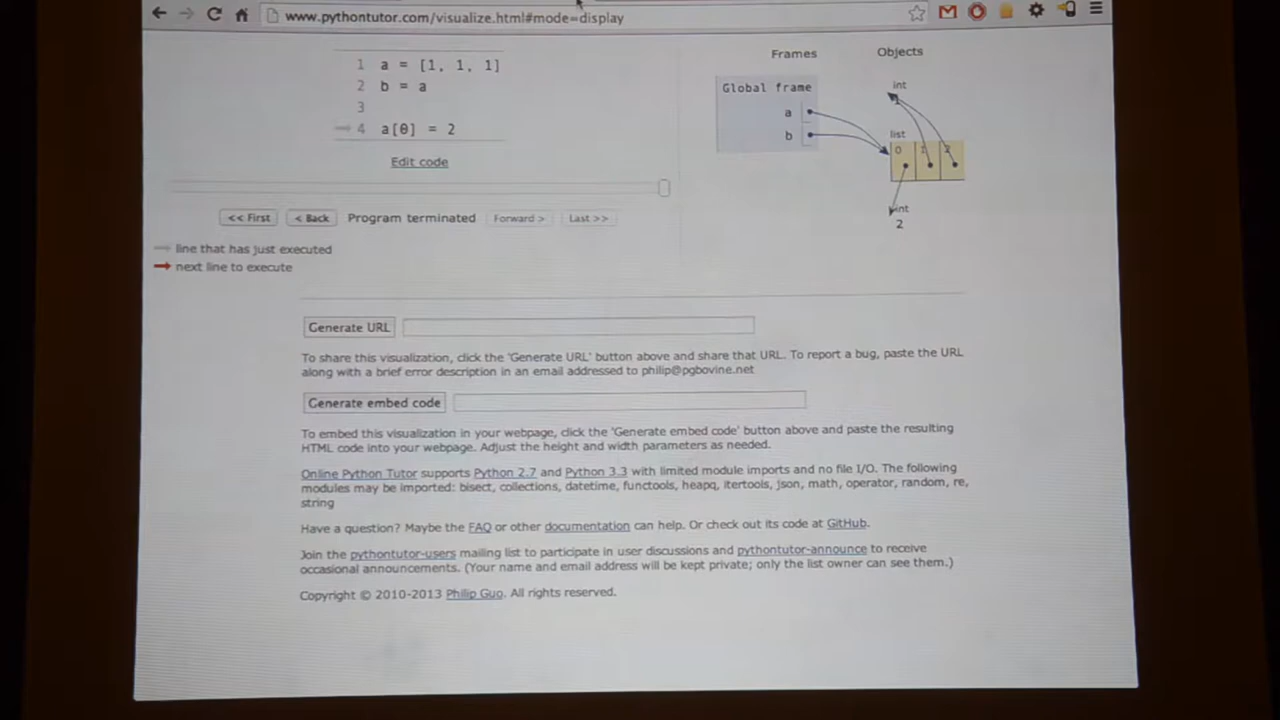 www.pythontutor.com/visualize.html#mode=display
1 a = [1, 1, 1]
2 b = a
3
4 a[0] = 2
Edit code
<< First
< Back
Program terminated
Forward >
Last >>
line that has just executed
next line to execute
Frames
Objects
Global frame
a
b
int
1
list
0 1 2
int
2
Generate URL
To share this visualization, click the 'Generate URL' button above and share that URL. To report a bug, paste the URL
along with a brief error description in an email addressed to philip@pgbovine.net
Generate embed code
To embed this visualization in your webpage, click the 'Generate embed code' button above and paste the resulting
HTML code into your webpage. Adjust the height and width parameters as needed.
Online Python Tutor supports Python 2.7 and Python 3.3 with limited module imports and no file I/O. The following
modules may be imported: bisect, collections, datetime, functools, heapq, itertools, json, math, operator, random, re,
string
Have a question? Maybe the FAQ or other documentation can help. Or check out its code at GitHub.
Join the pythontutor-users mailing list to participate in user discussions and pythontutor-announce to receive
occasional announcements. (Your name and email address will be kept private; only the list owner can see them.)
Copyright © 2010-2013 Philip Guo. All rights reserved.